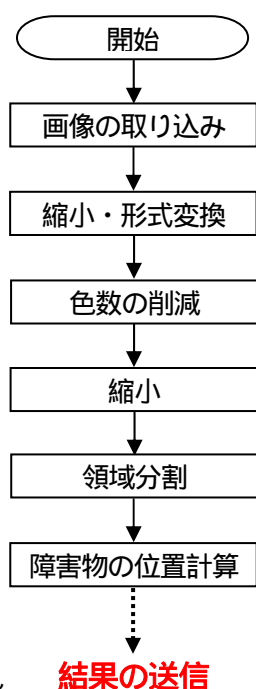 開始
画像の取り込み
縮小・形式変換
色数の削減
縮小
領域分割
障害物の位置計算
結果の送信